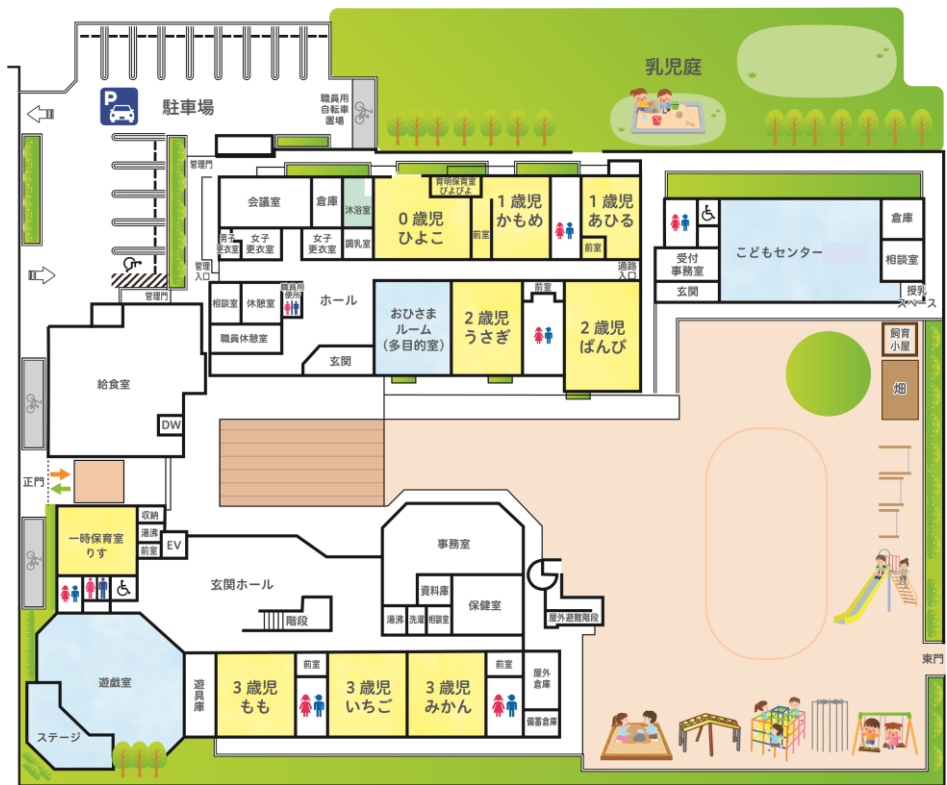 乳児庭
P
駐車場
職員用
自転車
置場
管理門
会議室
倉庫
沐浴室
0歳児
ひよこ
育明保育室
ぴよぴよ
前室
1歳児
かもめ
1歳児
あひる
前室
男子
更衣室
女子
更衣室
女子
更衣室
調乳室
管理
入口
通路
入口
管理門
相談室
休憩室
職員用
便所
ホール
職員休憩室
玄関
おひさま
ルーム
(多目的室)
2歳児
うさぎ
前室
2歳児
ばんび
こどもセンター
倉庫
相談室
受付
事務室
玄関
授乳
スペース
飼育
小屋
畑
給食室
DW
正門
一時保育室
りす
収納
湯沸
前室
EV
玄関ホール
階段
事務室
資料庫
保健室
湯沸
洗濯
相談室
屋外避難階段
遊戯室
ステージ
遊具庫
3歳児
もも
前室
3歳児
いちご
3歳児
みかん
前室
屋外
倉庫
備蓄倉庫
東門